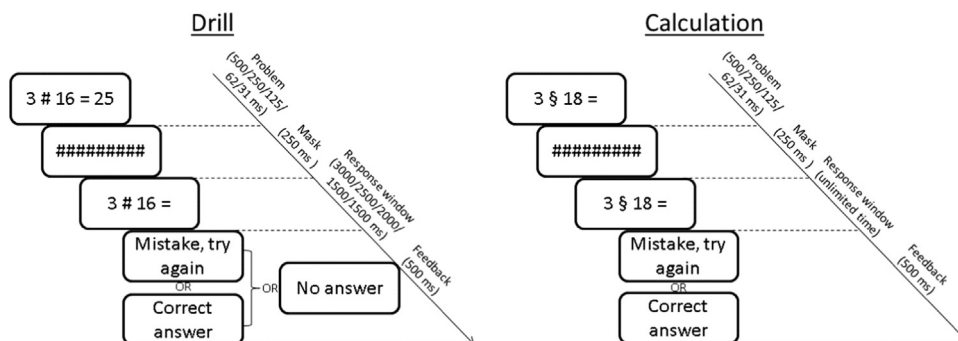 Drill
3 # 16 = 25
#########
3 # 16 =
Mistake, try
again
OR
Correct
answer
OR
No answer
Problem
(500/250/125/
62/31 ms)
Mask
(250 ms )
Response window
(3000/2500/2000/
1500/1500 ms)
Feedback
(500 ms)
Calculation
3 § 18 =
#########
3 § 18 =
Mistake, try
again
OR
Correct
answer
Problem
(500/250/125/
62/31 ms)
Mask
(250 ms )
Response window
(unlimited time)
Feedback
(500 ms)